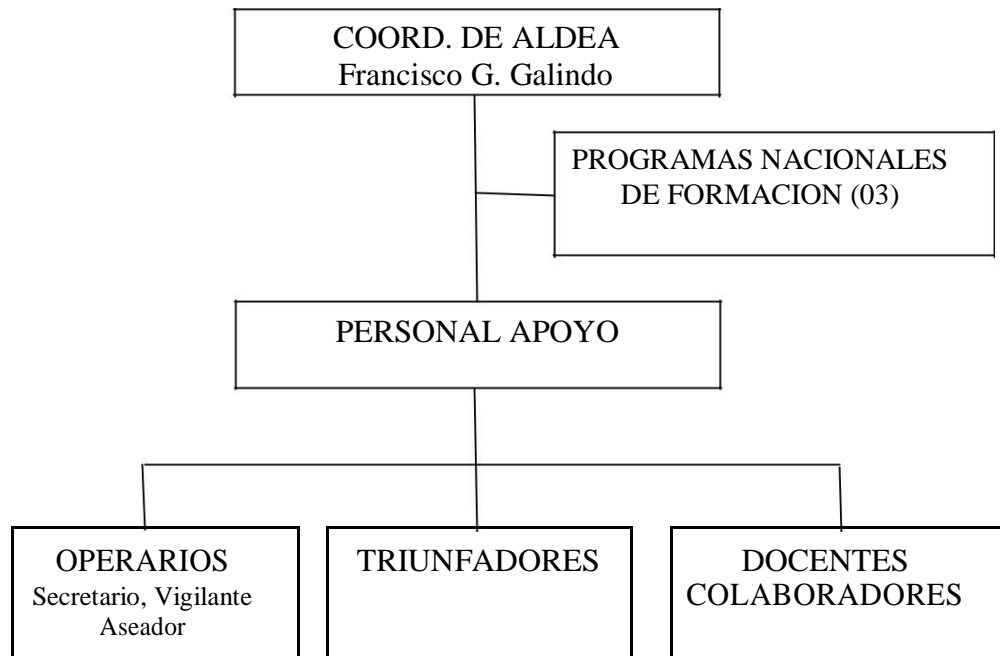 COORD. DE ALDEA
Francisco G. Galindo
PROGRAMAS NACIONALES
DE FORMACION (03)
PERSONAL APOYO
OPERARIOS
Secretario, Vigilante
Aseador
TRIUNFADORES
DOCENTES
COLABORADORES